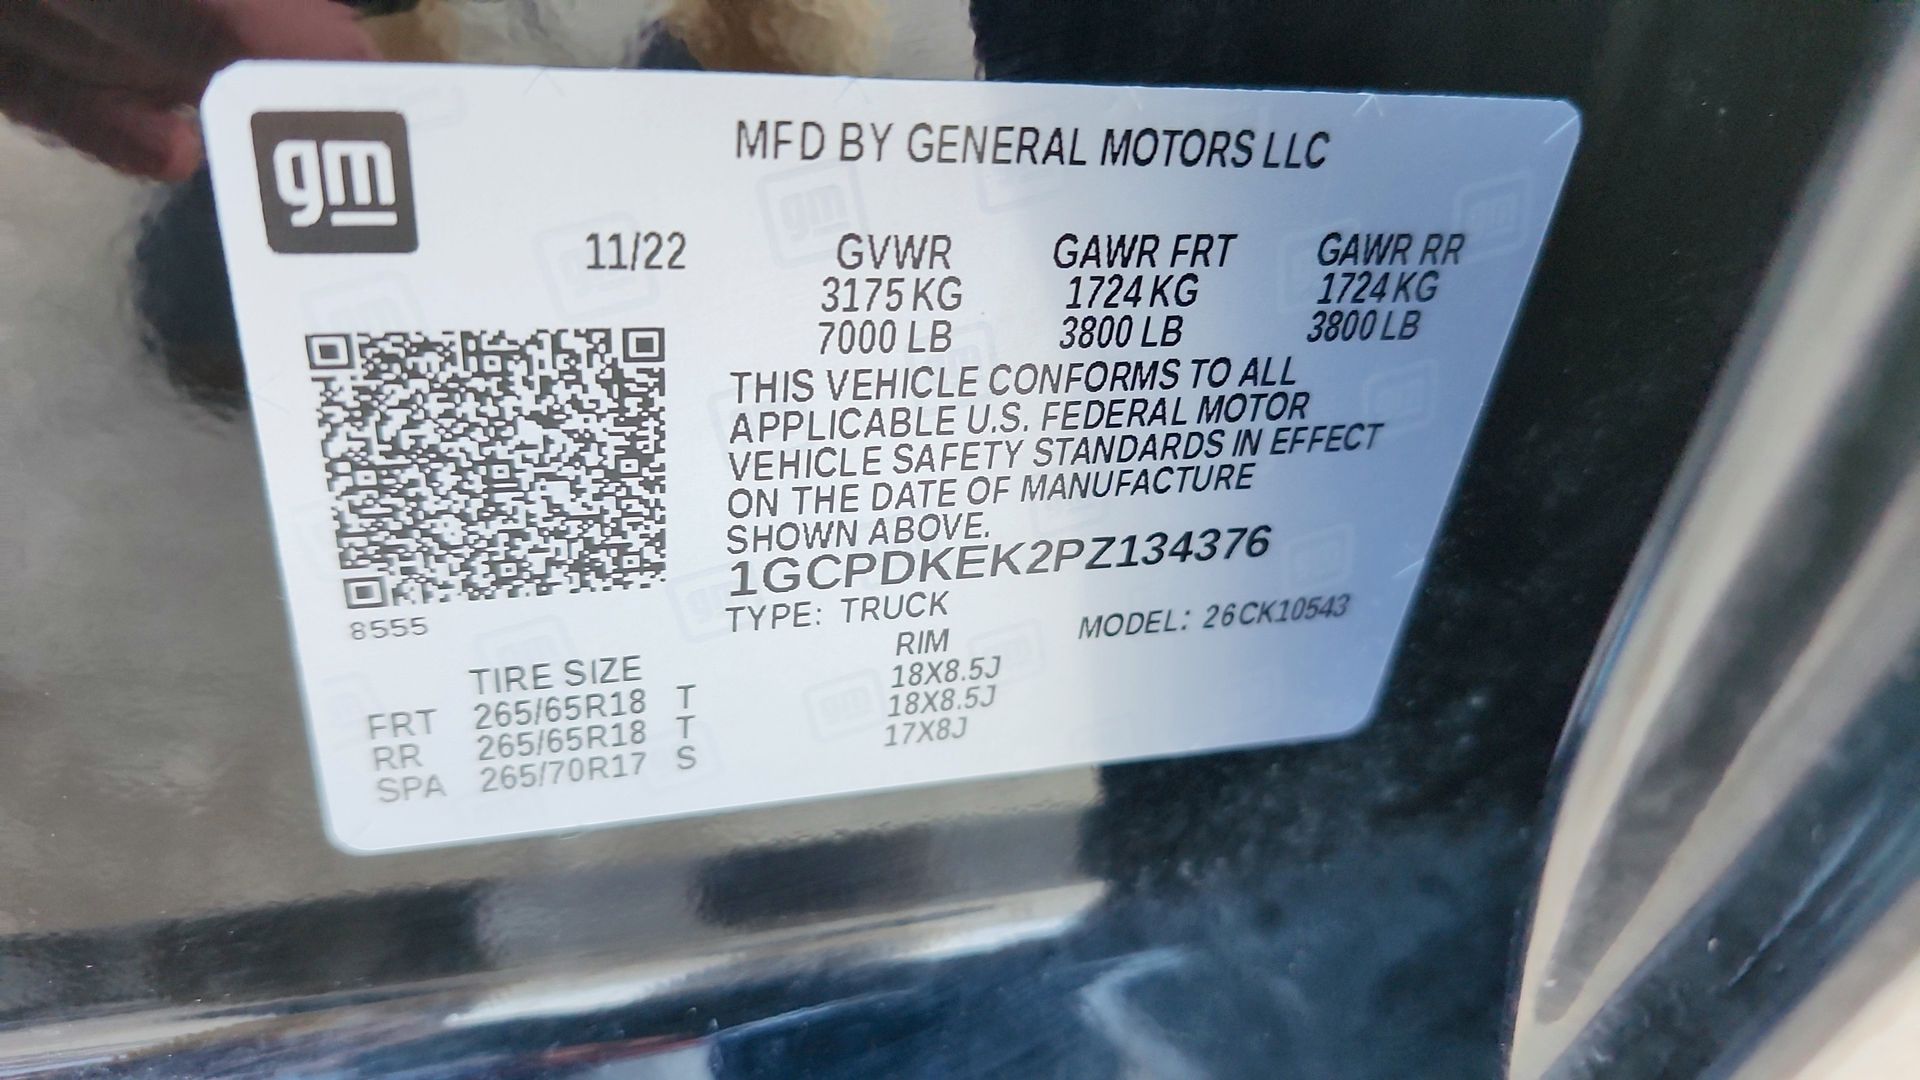 gm
MFD BY GENERAL MOTORS LLC
11/22 GVWR GAWR FRT GAWR RR
3175 KG 1724 KG 1724 KG
7000 LB 3800 LB 3800 LB
THIS VEHICLE CONFORMS TO ALL
APPLICABLE U.S. FEDERAL MOTOR
VEHICLE SAFETY STANDARDS IN EFFECT
ON THE DATE OF MANUFACTURE
SHOWN ABOVE.
1GCPDKEK2PZ134376
TYPE: TRUCK MODEL: 26CK10543
8555
TIRE SIZE RIM
FRT 265/65R18 T 18X8.5J
RR 265/65R18 T 18X8.5J
SPA 265/70R17 S 17X8J